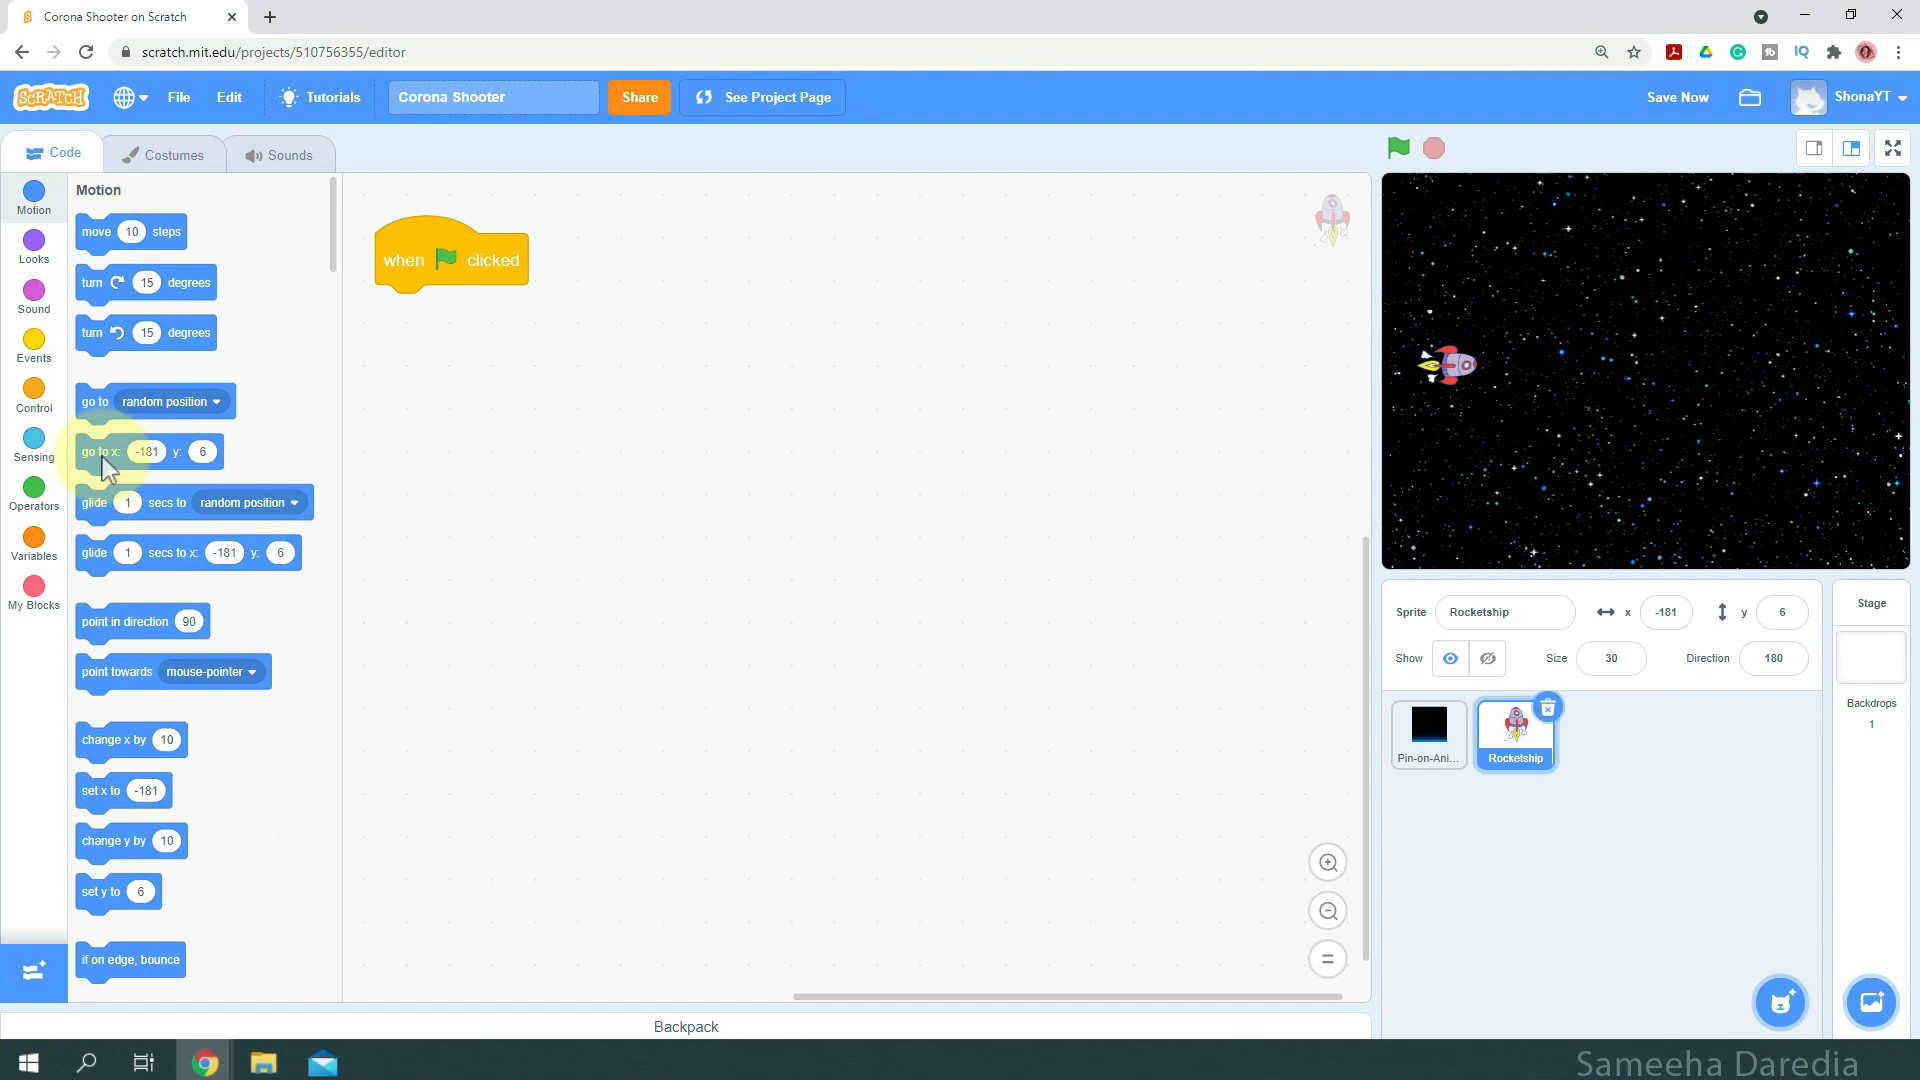 Corona Shooter on Scratch
scratch.mit.edu/projects/510756355/editor
SCRATCH
File
Edit
Tutorials
Corona Shooter
Share
See Project Page
Save Now
ShonaYT
Code
Costumes
Sounds
Motion
Looks
Sound
Events
Control
Sensing
Operators
Variables
My Blocks
Motion
move 10 steps
turn 15 degrees
turn 15 degrees
go to random position
go to x: -181 y: 6
glide 1 secs to random position
glide 1 secs to x: -181 y: 6
point in direction 90
point towards mouse-pointer
change x by 10
set x to -181
change y by 10
set y to 6
if on edge, bounce
when clicked
Sprite Rocketship x -181 y 6
Show Size 30 Direction 180
Pin-on-Ani...
Rocketship
Stage
Backdrops
1
Backpack
Sameeha Daredia